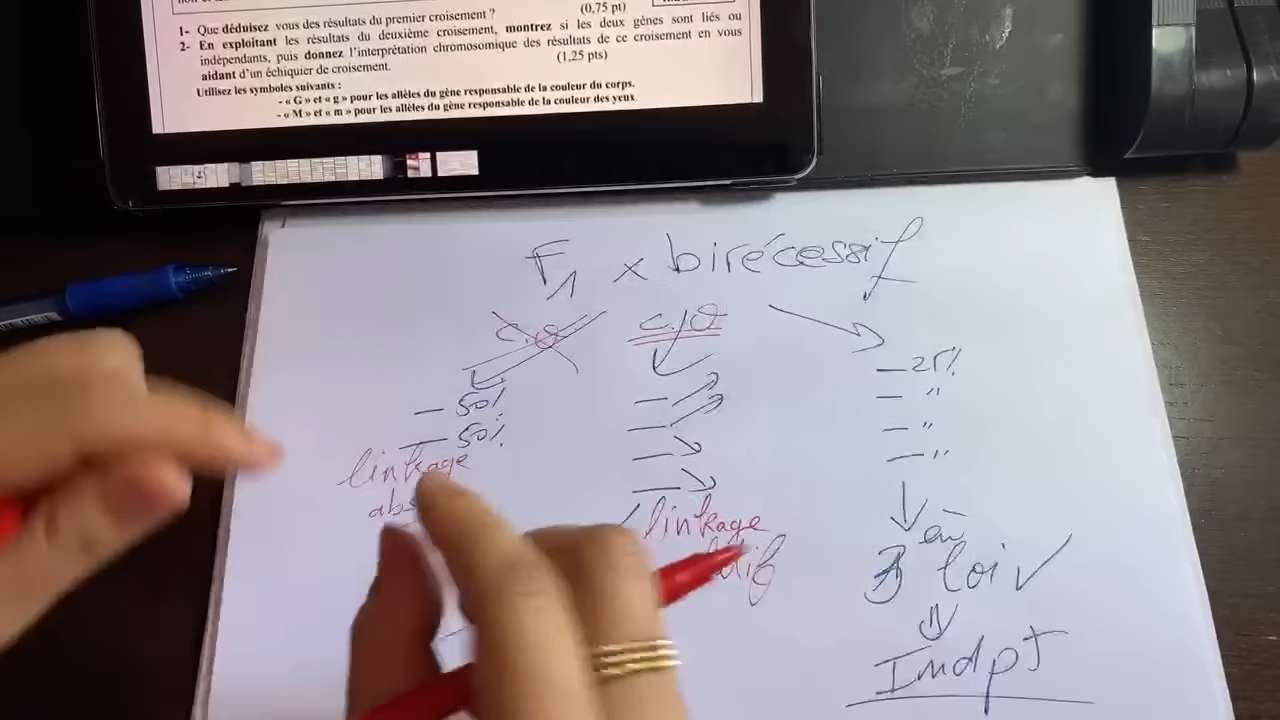 (0,75 pt)
1- Que déduisez vous des résultats du premier croisement ?
2- En exploitant les résultats du deuxième croisement, montrez si les deux gènes sont liés ou
indépendants, puis donnez l'interprétation chromosomique des résultats de ce croisement en vous
aidant d'un échiquier de croisement.
(1,25 pts)
Utilisez les symboles suivants :
- « G » et « g » pour les allèles du gène responsable de la couleur du corps.
- « M » et « m » pour les allèles du gène responsable de la couleur des yeux.
F1 x birécessif
C.O
C/O
— 50%
— 50%
linkage
abs
linkage
— 25%
— "
— "
— "
3 ème loi ✓
Indpt